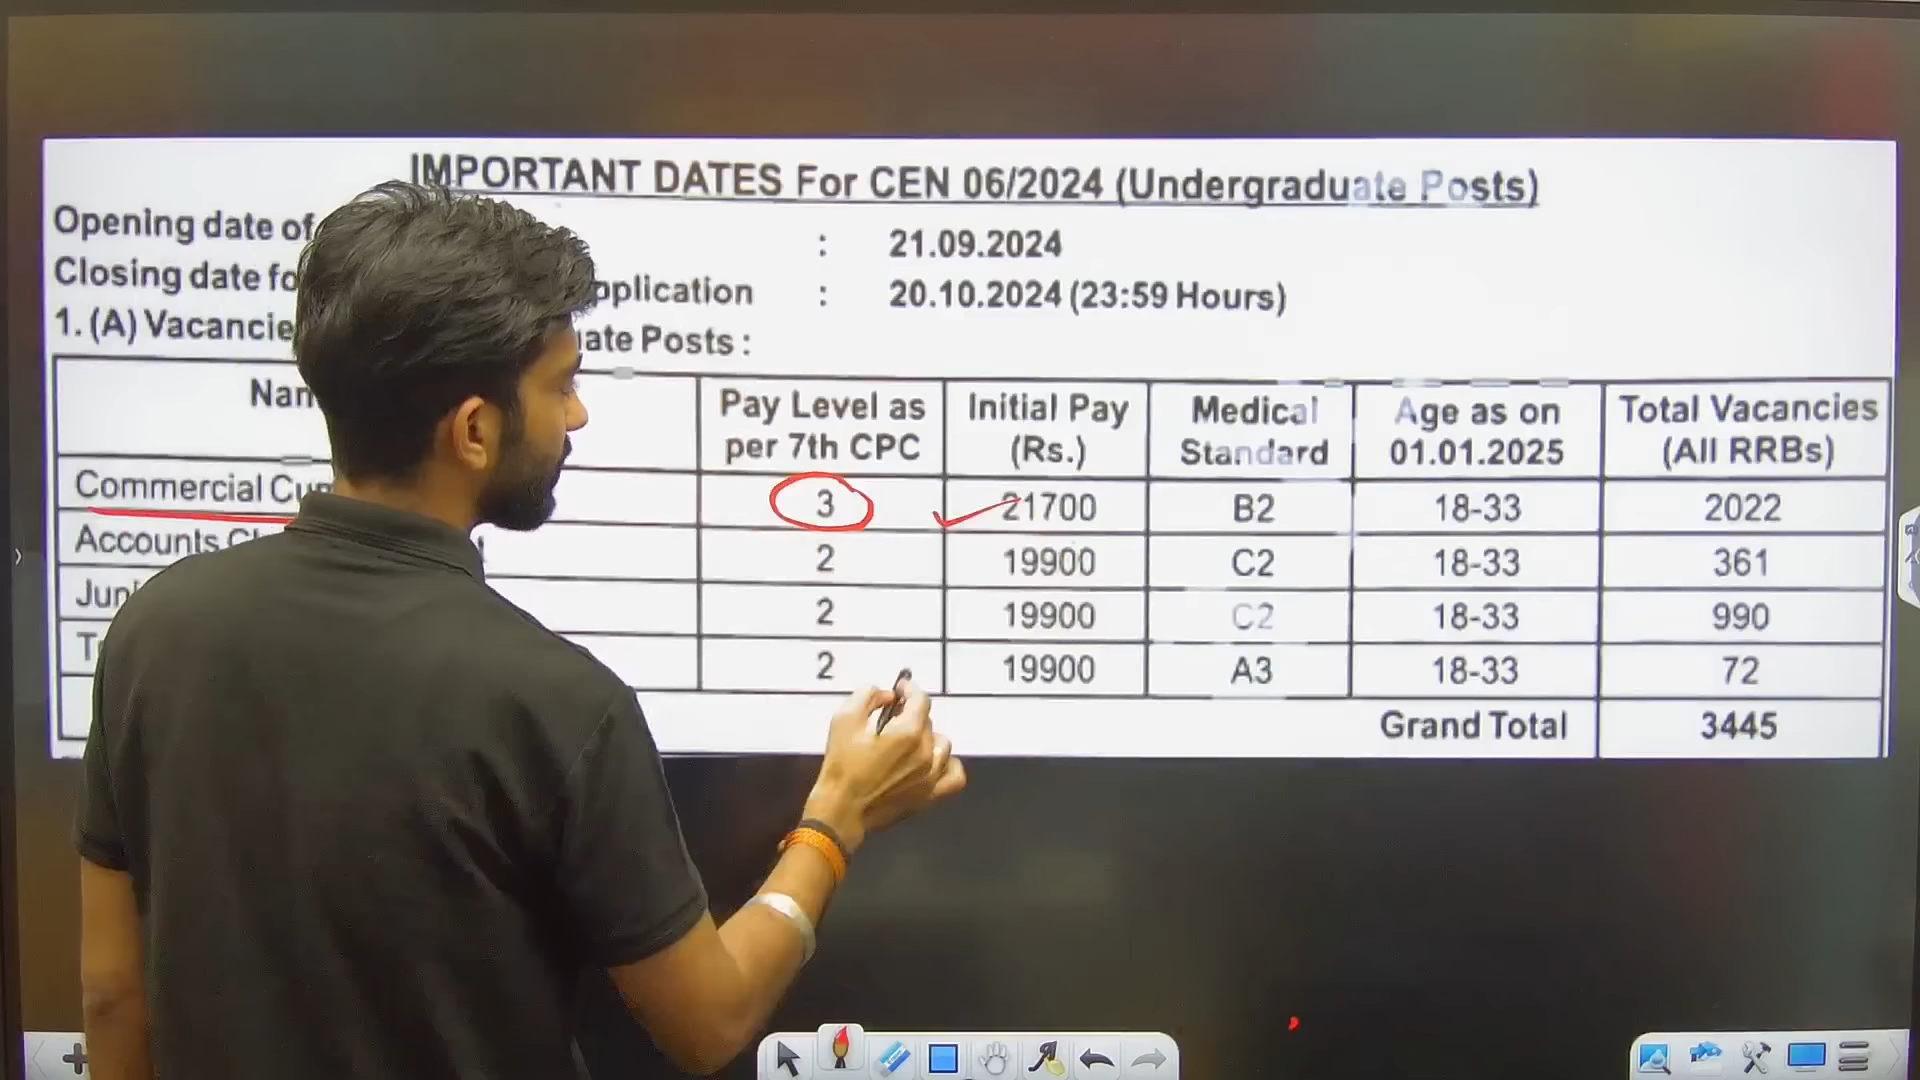 IMPORTANT DATES For CEN 06/2024 (Undergraduate Posts)
Opening date of : 21.09.2024
Closing date fo pplication : 20.10.2024 (23:59 Hours)
1. (A) Vacancie ate Posts :
Nam Pay Level as per 7th CPC Initial Pay (Rs.) Medical Standard Age as on 01.01.2025 Total Vacancies (All RRBs)
Commercial Cum 3 21700 B2 18-33 2022
Accounts Cl 2 19900 C2 18-33 361
Juni 2 19900 C2 18-33 990
Tr 2 19900 A3 18-33 72
Grand Total 3445